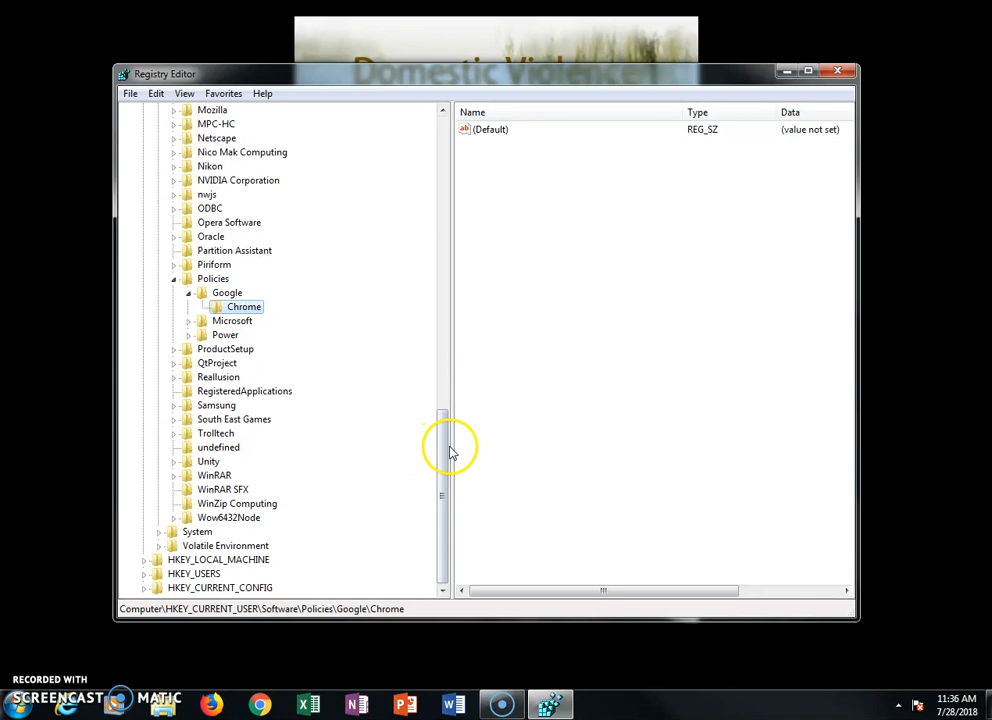 Domestic Violence
Registry Editor
File Edit View Favorites Help
Mozilla
MPC-HC
Netscape
Nico Mak Computing
Nikon
NVIDIA Corporation
nwjs
ODBC
Opera Software
Oracle
Partition Assistant
Piriform
Policies
Google
Chrome
Microsoft
Power
ProductSetup
QtProject
Reallusion
RegisteredApplications
Samsung
South East Games
Trolltech
undefined
Unity
WinRAR
WinRAR SFX
WinZip Computing
Wow6432Node
System
Volatile Environment
HKEY_LOCAL_MACHINE
HKEY_USERS
HKEY_CURRENT_CONFIG
Name Type Data
ab (Default) REG_SZ (value not set)
Computer\HKEY_CURRENT_USER\Software\Policies\Google\Chrome
RECORDED WITH
SCREENCAST MATIC
11:36 AM
7/28/2018